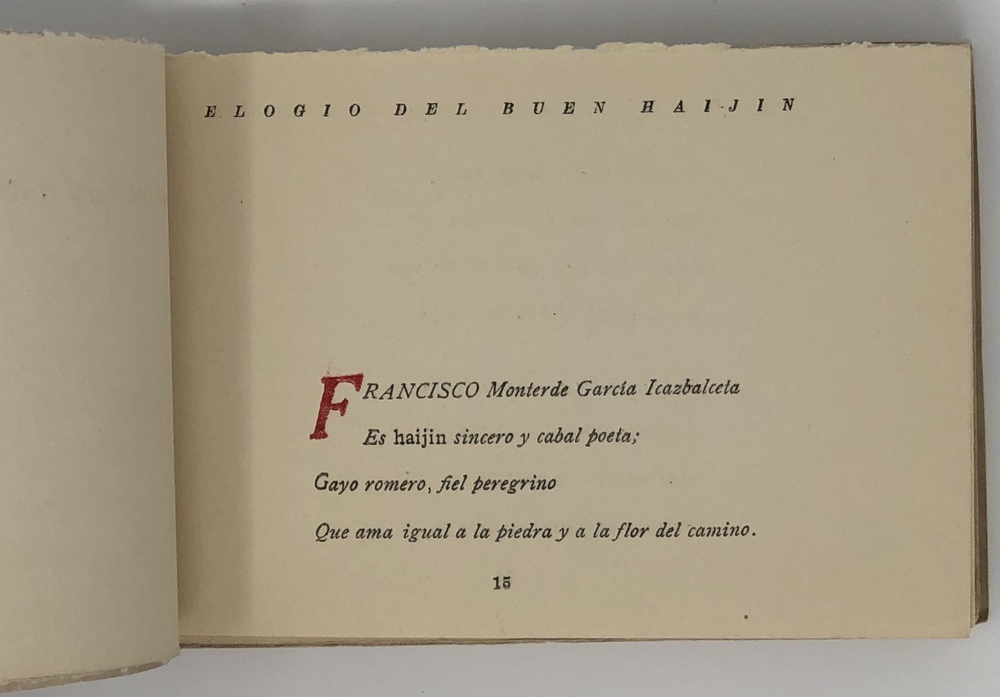 ELOGIO DEL BUEN HAIJIN
FRANCISCO Monterde García Icazbalceta
Es haijin sincero y cabal poeta;
Gayo romero, fiel peregrino
Que ama igual a la piedra y a la flor del camino.
15